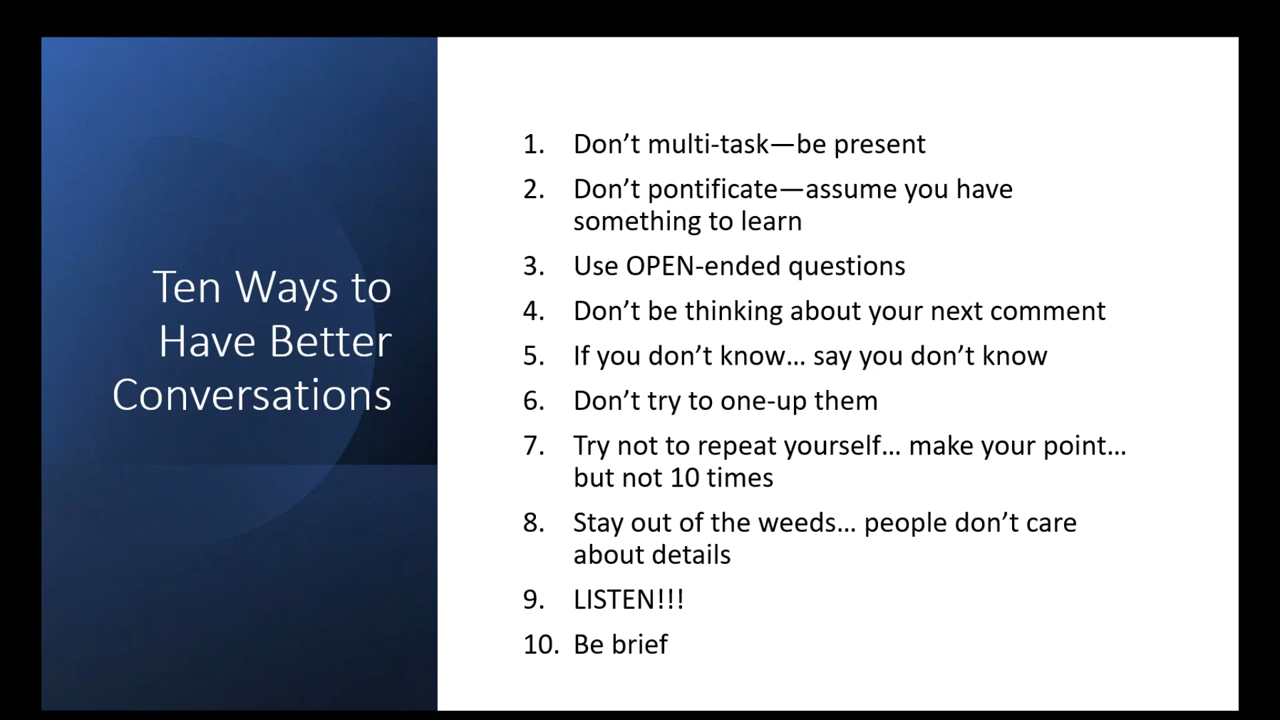 Ten Ways to
Have Better
Conversations
1. Don’t multi-task—be present
2. Don’t pontificate—assume you have
something to learn
3. Use OPEN-ended questions
4. Don’t be thinking about your next comment
5. If you don’t know... say you don’t know
6. Don’t try to one-up them
7. Try not to repeat yourself... make your point...
but not 10 times
8. Stay out of the weeds... people don’t care
about details
9. LISTEN!!!
10. Be brief